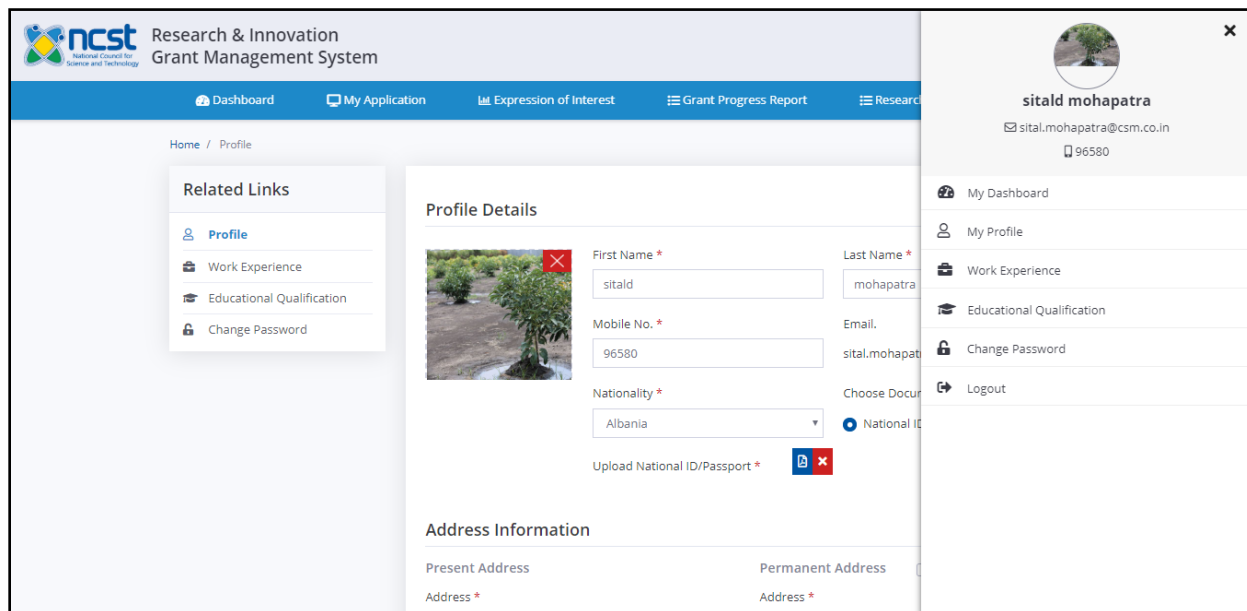 ncst
National Council for
Science and Technology
Research & Innovation
Grant Management System
Dashboard
My Application
Expression of Interest
Grant Progress Report
Research
Home / Profile
Related Links
Profile
Work Experience
Educational Qualification
Change Password
Profile Details
First Name *
sitald
Last Name *
mohapatra
Mobile No. *
96580
Email.
sital.mohapat
Nationality *
Albania
Choose Docu
National ID
Upload National ID/Passport *
Address Information
Present Address
Permanent Address
Address *
Address *
sitald mohapatra
sital.mohapatra@csm.co.in
96580
My Dashboard
My Profile
Work Experience
Educational Qualification
Change Password
Logout